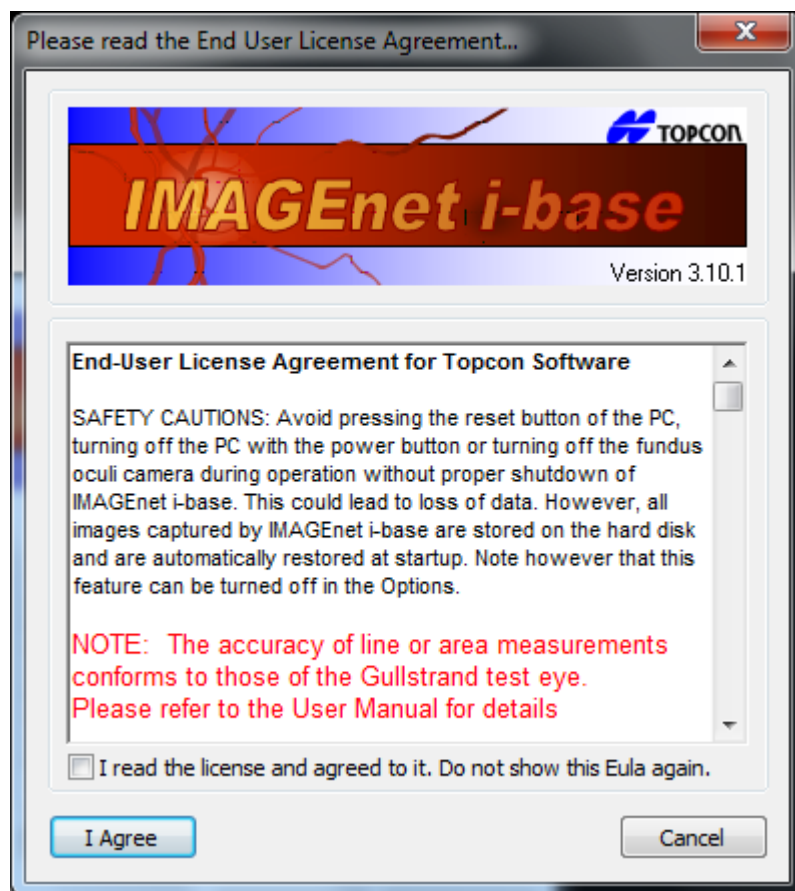 Please read the End User License Agreement...
TOPCON
IMAGEnet i-base
Version 3.10.1
End-User License Agreement for Topcon Software
SAFETY CAUTIONS: Avoid pressing the reset button of the PC,
turning off the PC with the power button or turning off the fundus
oculi camera during operation without proper shutdown of
IMAGEnet i-base. This could lead to loss of data. However, all
images captured by IMAGEnet i-base are stored on the hard disk
and are automatically restored at startup. Note however that this
feature can be turned off in the Options.
NOTE: The accuracy of line or area measurements
conforms to those of the Gullstrand test eye.
Please refer to the User Manual for details
I read the license and agreed to it. Do not show this Eula again.
I Agree
Cancel